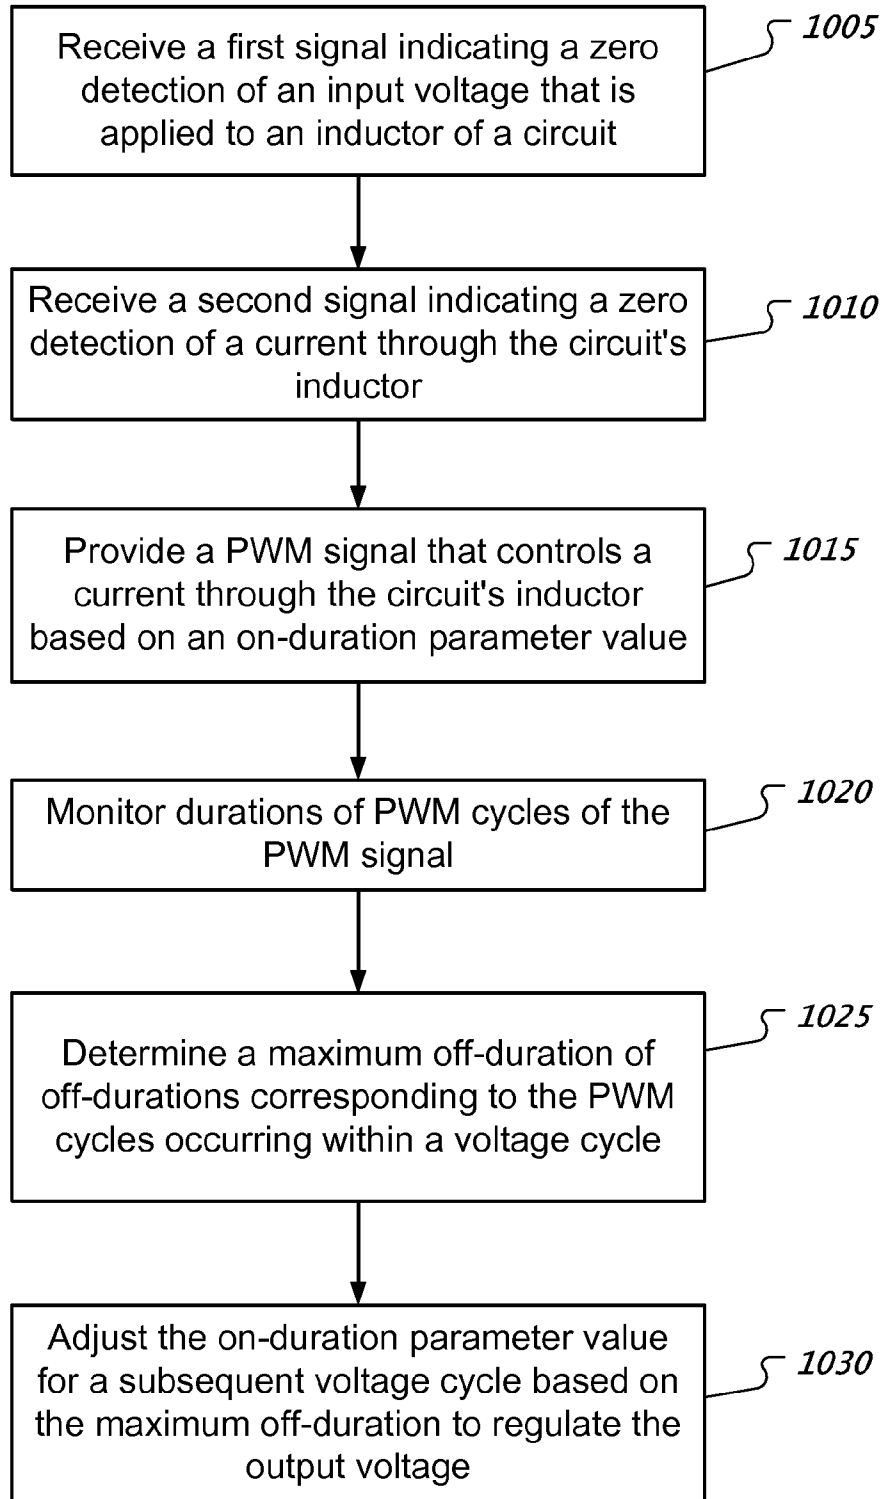 Receive a first signal indicating a zero
detection of an input voltage that is
applied to an inductor of a circuit
1005
Receive a second signal indicating a zero
detection of a current through the circuit's
inductor
1010
Provide a PWM signal that controls a
current through the circuit's inductor
based on an on-duration parameter value
1015
Monitor durations of PWM cycles of the
PWM signal
1020
Determine a maximum off-duration of
off-durations corresponding to the PWM
cycles occurring within a voltage cycle
1025
Adjust the on-duration parameter value
for a subsequent voltage cycle based on
the maximum off-duration to regulate the
output voltage
1030